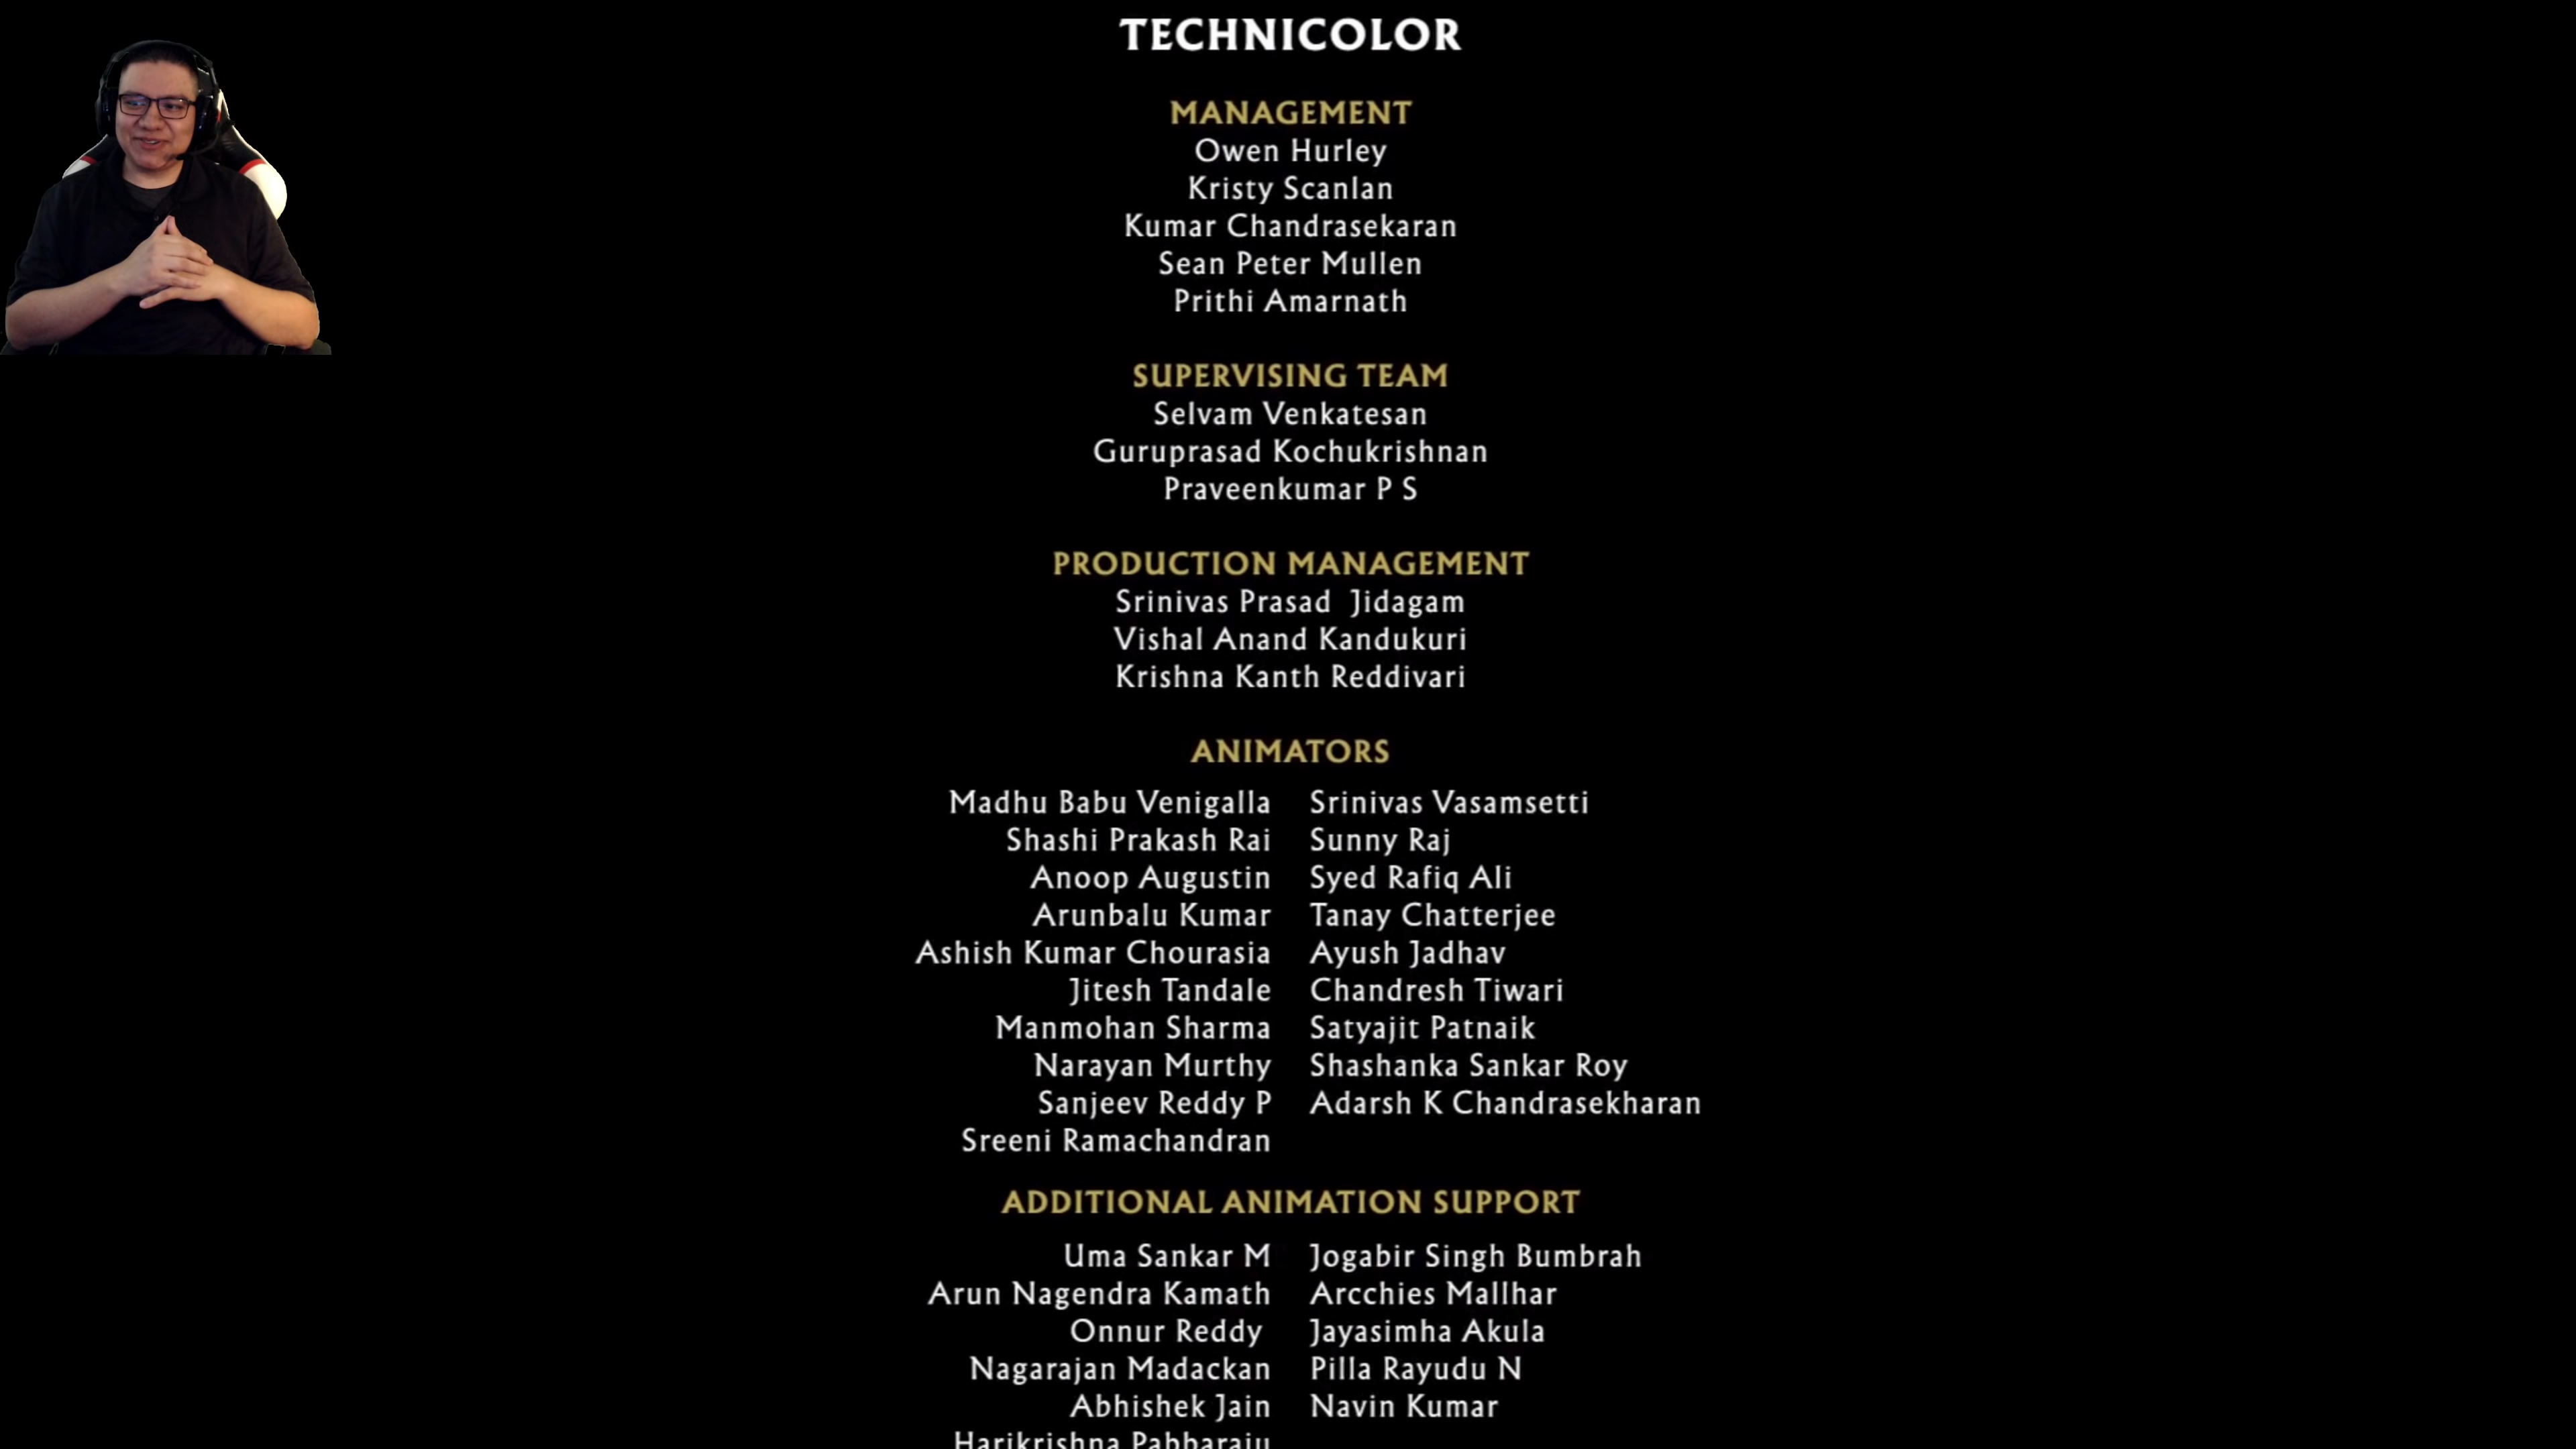 TECHNICOLOR
MANAGEMENT
Owen Hurley
Kristy Scanlan
Kumar Chandrasekaran
Sean Peter Mullen
Prithi Amarnath
SUPERVISING TEAM
Selvam Venkatesan
Guruprasad Kochukrishnan
Praveenkumar P S
PRODUCTION MANAGEMENT
Srinivas Prasad Jidagam
Vishal Anand Kandukuri
Krishna Kanth Reddivari
ANIMATORS
Madhu Babu Venigalla Srinivas Vasamsetti
Shashi Prakash Rai Sunny Raj
Anoop Augustin Syed Rafiq Ali
Arunbalu Kumar Tanay Chatterjee
Ashish Kumar Chourasia Ayush Jadhav
Jitesh Tandale Chandresh Tiwari
Manmohan Sharma Satyajit Patnaik
Narayan Murthy Shashanka Sankar Roy
Sanjeev Reddy P Adarsh K Chandrasekharan
Sreeni Ramachandran
ADDITIONAL ANIMATION SUPPORT
Uma Sankar M Jogabir Singh Bumbrah
Arun Nagendra Kamath Arcchies Mallhar
Onnur Reddy Jayasimha Akula
Nagarajan Madackan Pilla Rayudu N
Abhishek Jain Navin Kumar
Harikrishna Pabbaraju